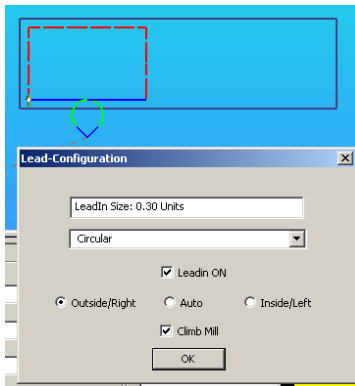 Lead-Configuration
LeadIn Size: 0.30 Units
Circular
Leadin ON
Outside/Right Auto Inside/Left
Climb Mill
OK